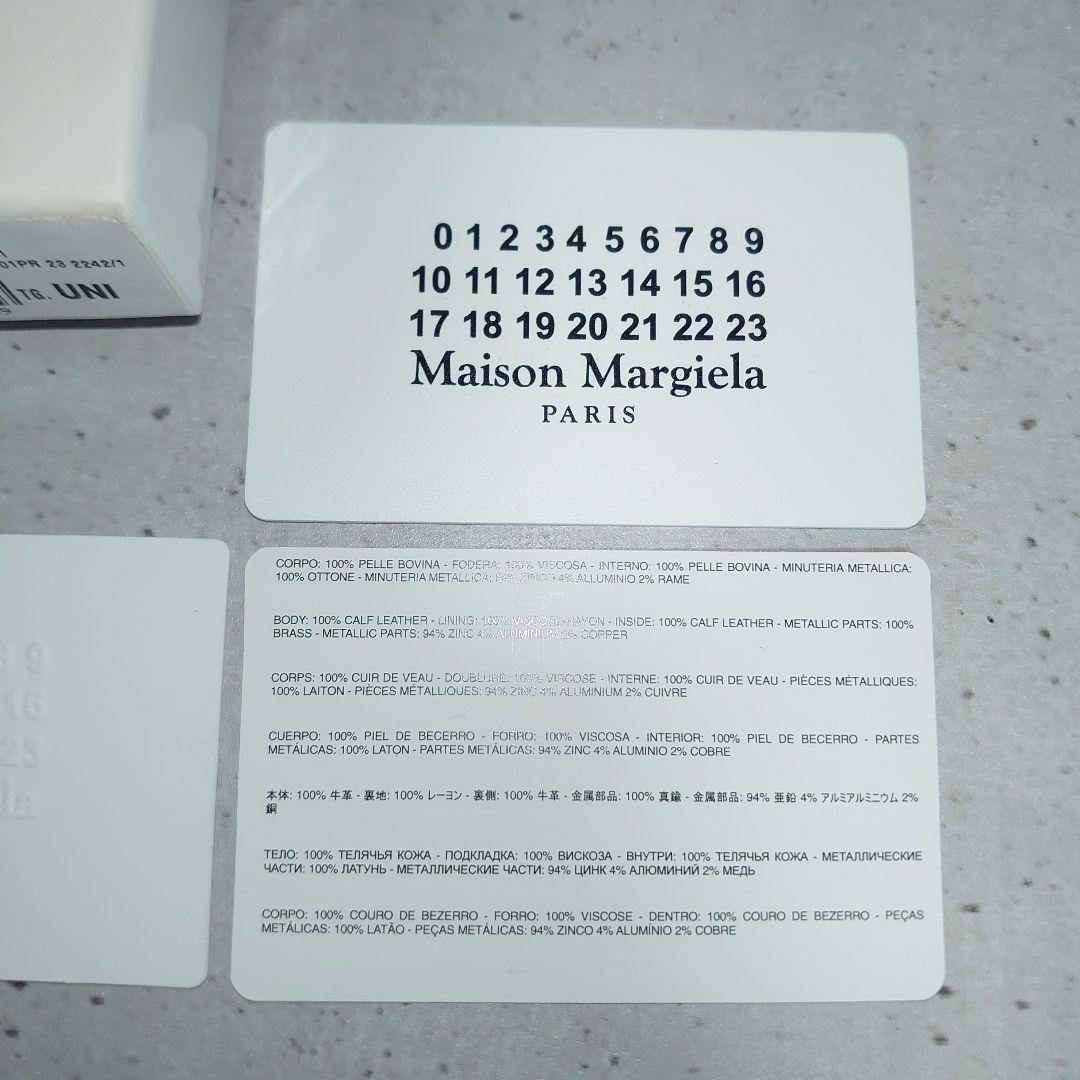 01PR 23 2242/1
TG. UNI
0 1 2 3 4 5 6 7 8 9
10 11 12 13 14 15 16
17 18 19 20 21 22 23
Maison Margiela
PARIS
8 9
16
23
la
CORPO: 100% PELLE BOVINA - FODERA: 100% VISCOSA - INTERNO: 100% PELLE BOVINA - MINUTERIA METALLICA:
100% OTTONE - MINUTERIA METALLICA: 94% ZINCO 4% ALLUMINIO 2% RAME
BODY: 100% CALF LEATHER - LINING: 100% VISCOSE-RAYON - INSIDE: 100% CALF LEATHER - METALLIC PARTS: 100%
BRASS - METALLIC PARTS: 94% ZINC 4% ALUMINIUM 2% COPPER
CORPS: 100% CUIR DE VEAU - DOUBLURE: 100% VISCOSE - INTERNE: 100% CUIR DE VEAU - PIÈCES MÉTALLIQUES:
100% LAITON - PIÈCES MÉTALLIQUES: 94% ZINC 4% ALUMINIUM 2% CUIVRE
CUERPO: 100% PIEL DE BECERRO - FORRO: 100% VISCOSA - INTERIOR: 100% PIEL DE BECERRO - PARTES
METÁLICAS: 100% LATON - PARTES METÁLICAS: 94% ZINC 4% ALUMINIO 2% COBRE
本体: 100% 牛革 - 裏地: 100% レーヨン - 裏側: 100% 牛革 - 金属部品: 100% 真鍮 - 金属部品: 94% 亜鉛 4% アルミアルミニウム 2%
銅
ТЕЛО: 100% ТЕЛЯЧЬЯ КОЖА - ПОДКЛАДКА: 100% ВИСКОЗА - ВНУТРИ: 100% ТЕЛЯЧЬЯ КОЖА - МЕТАЛЛИЧЕСКИЕ
ЧАСТИ: 100% ЛАТУНЬ - МЕТАЛЛИЧЕСКИЕ ЧАСТИ: 94% ЦИНК 4% АЛЮМИНИЙ 2% МЕДЬ
CORPO: 100% COURO DE BEZERRO - FORRO: 100% VISCOSE - DENTRO: 100% COURO DE BEZERRO - PEÇAS
METÁLICAS: 100% LATÃO - PEÇAS METÁLICAS: 94% ZINCO 4% ALUMÍNIO 2% COBRE